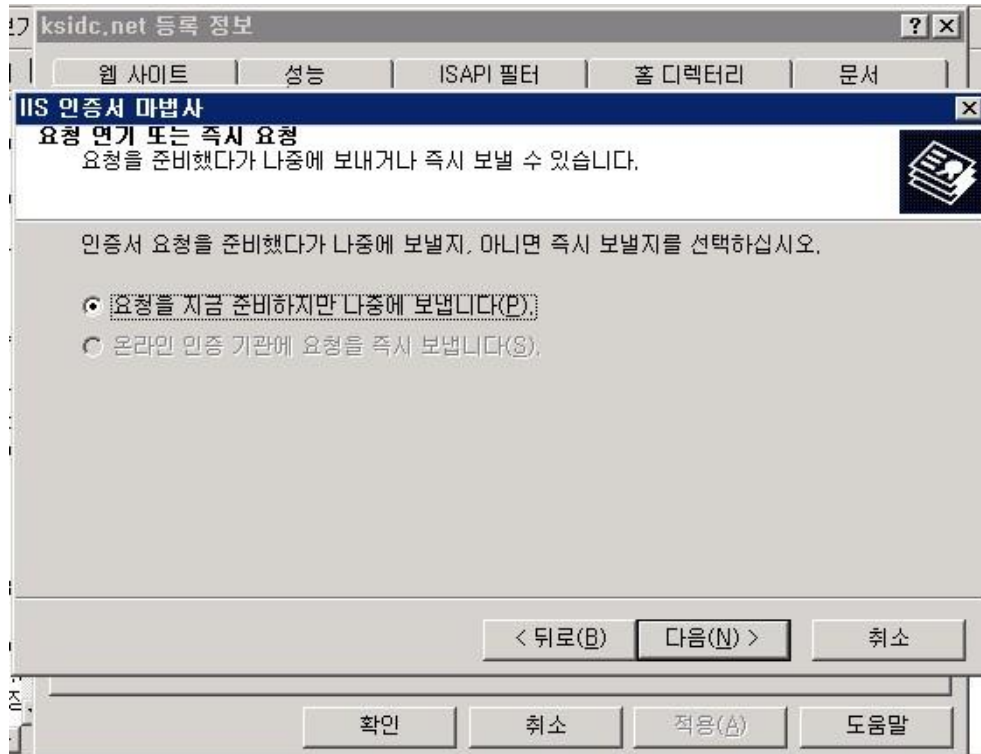 ksidc.net 등록 정보
웹 사이트 성능 ISAPI 필터 홈 디렉터리 문서
IIS 인증서 마법사
요청 연기 또는 즉시 요청
요청을 준비했다가 나중에 보내거나 즉시 보낼 수 있습니다.
인증서 요청을 준비했다가 나중에 보낼지, 아니면 즉시 보낼지를 선택하십시오.
요청을 지금 준비하지만 나중에 보냅니다(P).
온라인 인증 기관에 요청을 즉시 보냅니다(S).
< 뒤로(B) 다음(N) > 취소
확인 취소 적용(A) 도움말